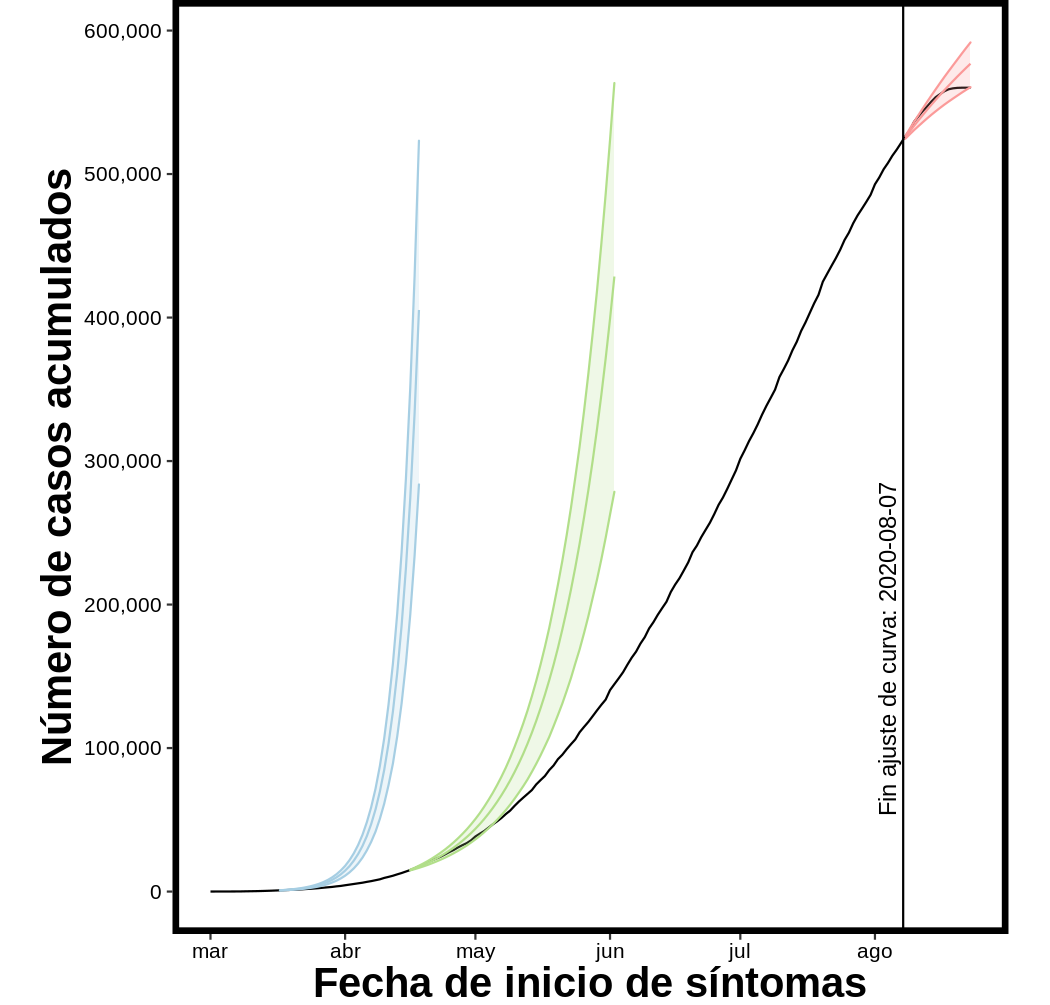 Número de casos acumulados
600,000
500,000
400,000
300,000
200,000
100,000
0
Fin ajuste de curva: 2020-08-07
mar abr may jun jul ago
Fecha de inicio de síntomas